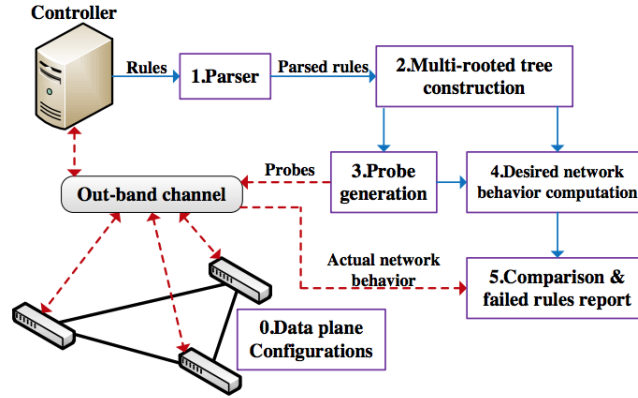 Controller
Rules
1.Parser
Parsed rules
2.Multi-rooted tree
construction
Probes
3.Probe
generation
4.Desired network
behavior computation
Out-band channel
Actual network
behavior
5.Comparison &
failed rules report
0.Data plane
Configurations